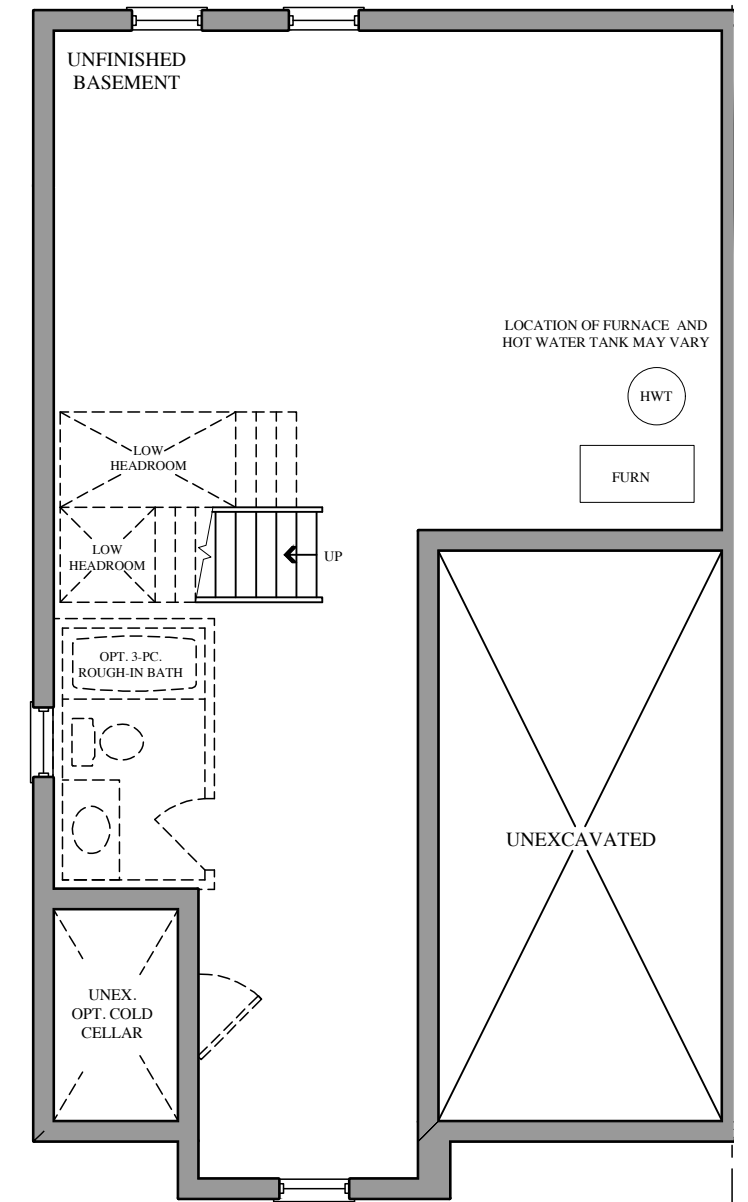 UNFINISHED
BASEMENT
LOCATION OF FURNACE AND
HOT WATER TANK MAY VARY
HWT
FURN
LOW
HEADROOM
LOW
HEADROOM
UP
OPT. 3-PC.
ROUGH-IN BATH
UNEXCAVATED
UNEX.
OPT. COLD
CELLAR